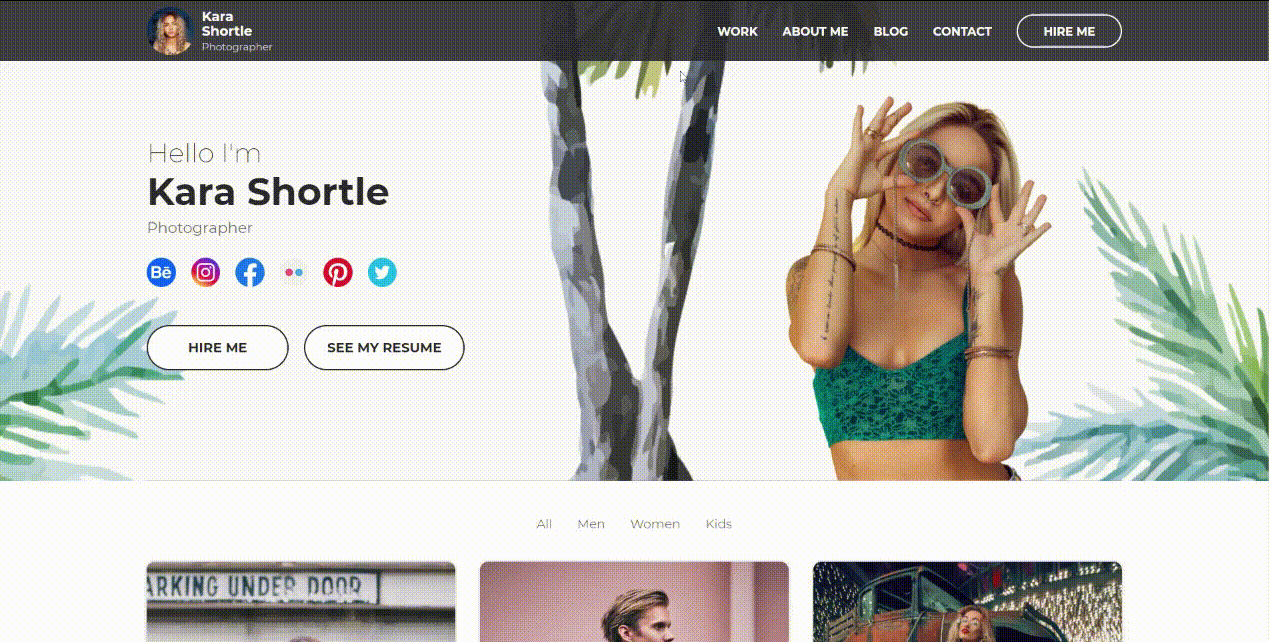 Kara
Shortle
Photographer
WORK ABOUT ME BLOG CONTACT HIRE ME
Hello I'm
Kara Shortle
Photographer
Bē
HIRE ME SEE MY RESUME
All Men Women Kids
ARKING UNDER DOOR